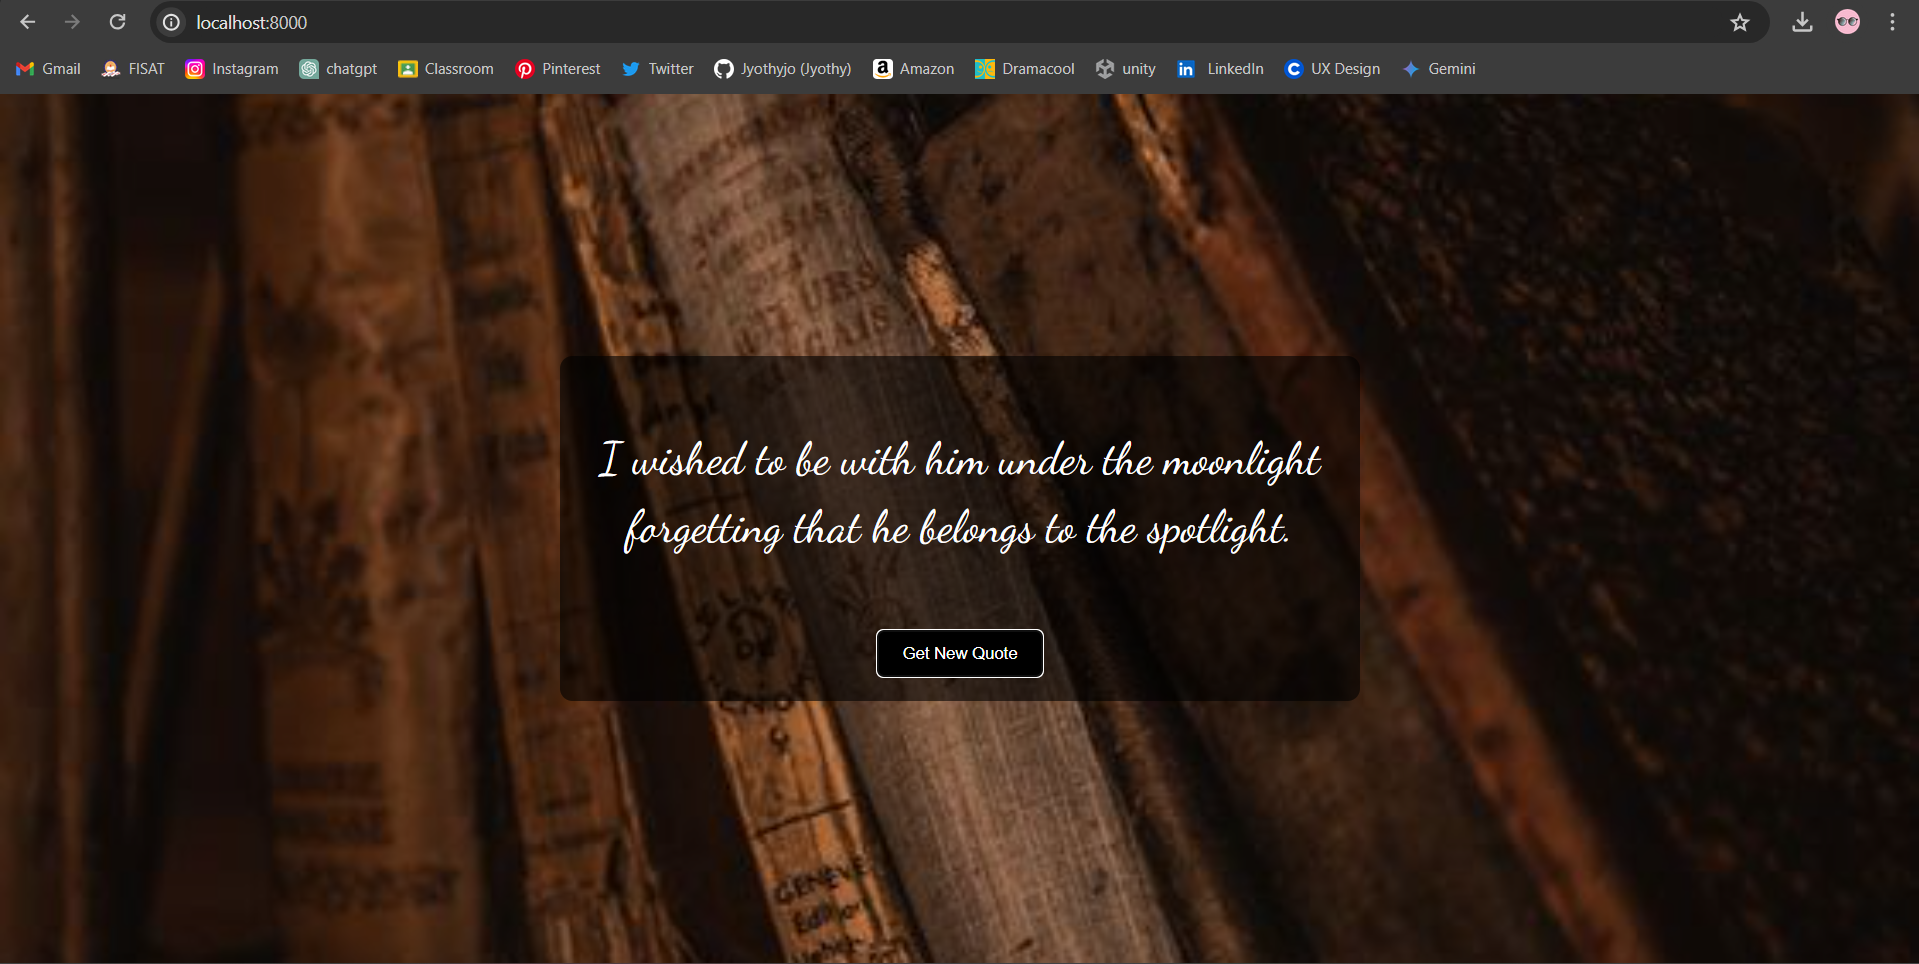 localhost:8000
Gmail FISAT Instagram chatgpt Classroom Pinterest Twitter Jyothyjo (Jyothy) Amazon Dramacool unity LinkedIn UX Design Gemini
I wished to be with him under the moonlight
forgetting that he belongs to the spotlight.
Get New Quote
GENEVE